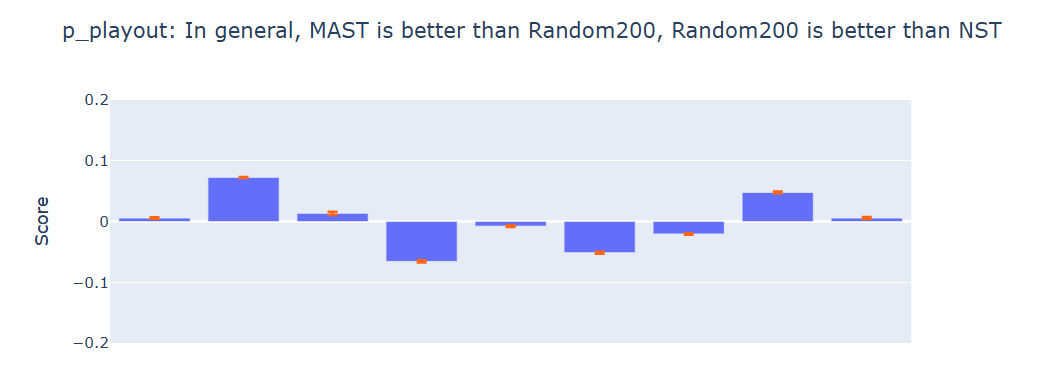 p_playout: In general, MAST is better than Random200, Random200 is better than NST
0.2
0.1
0
−0.1
−0.2
Score